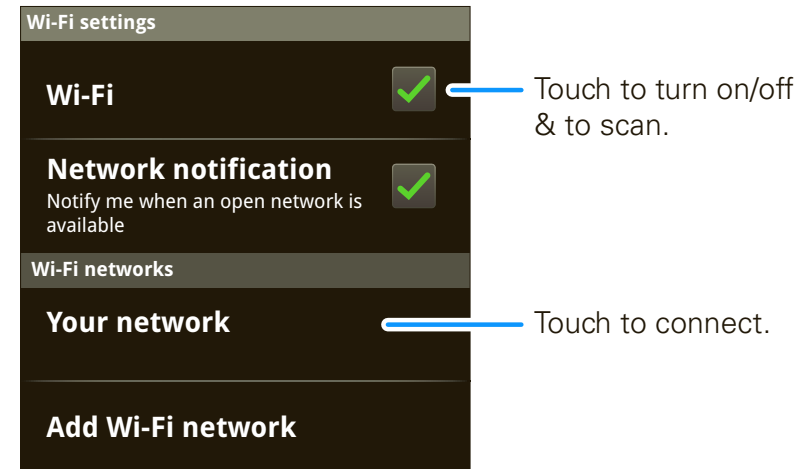 Wi-Fi settings
Wi-Fi
Touch to turn on/off
& to scan.
Network notification
Notify me when an open network is
available
Wi-Fi networks
Your network
Touch to connect.
Add Wi-Fi network